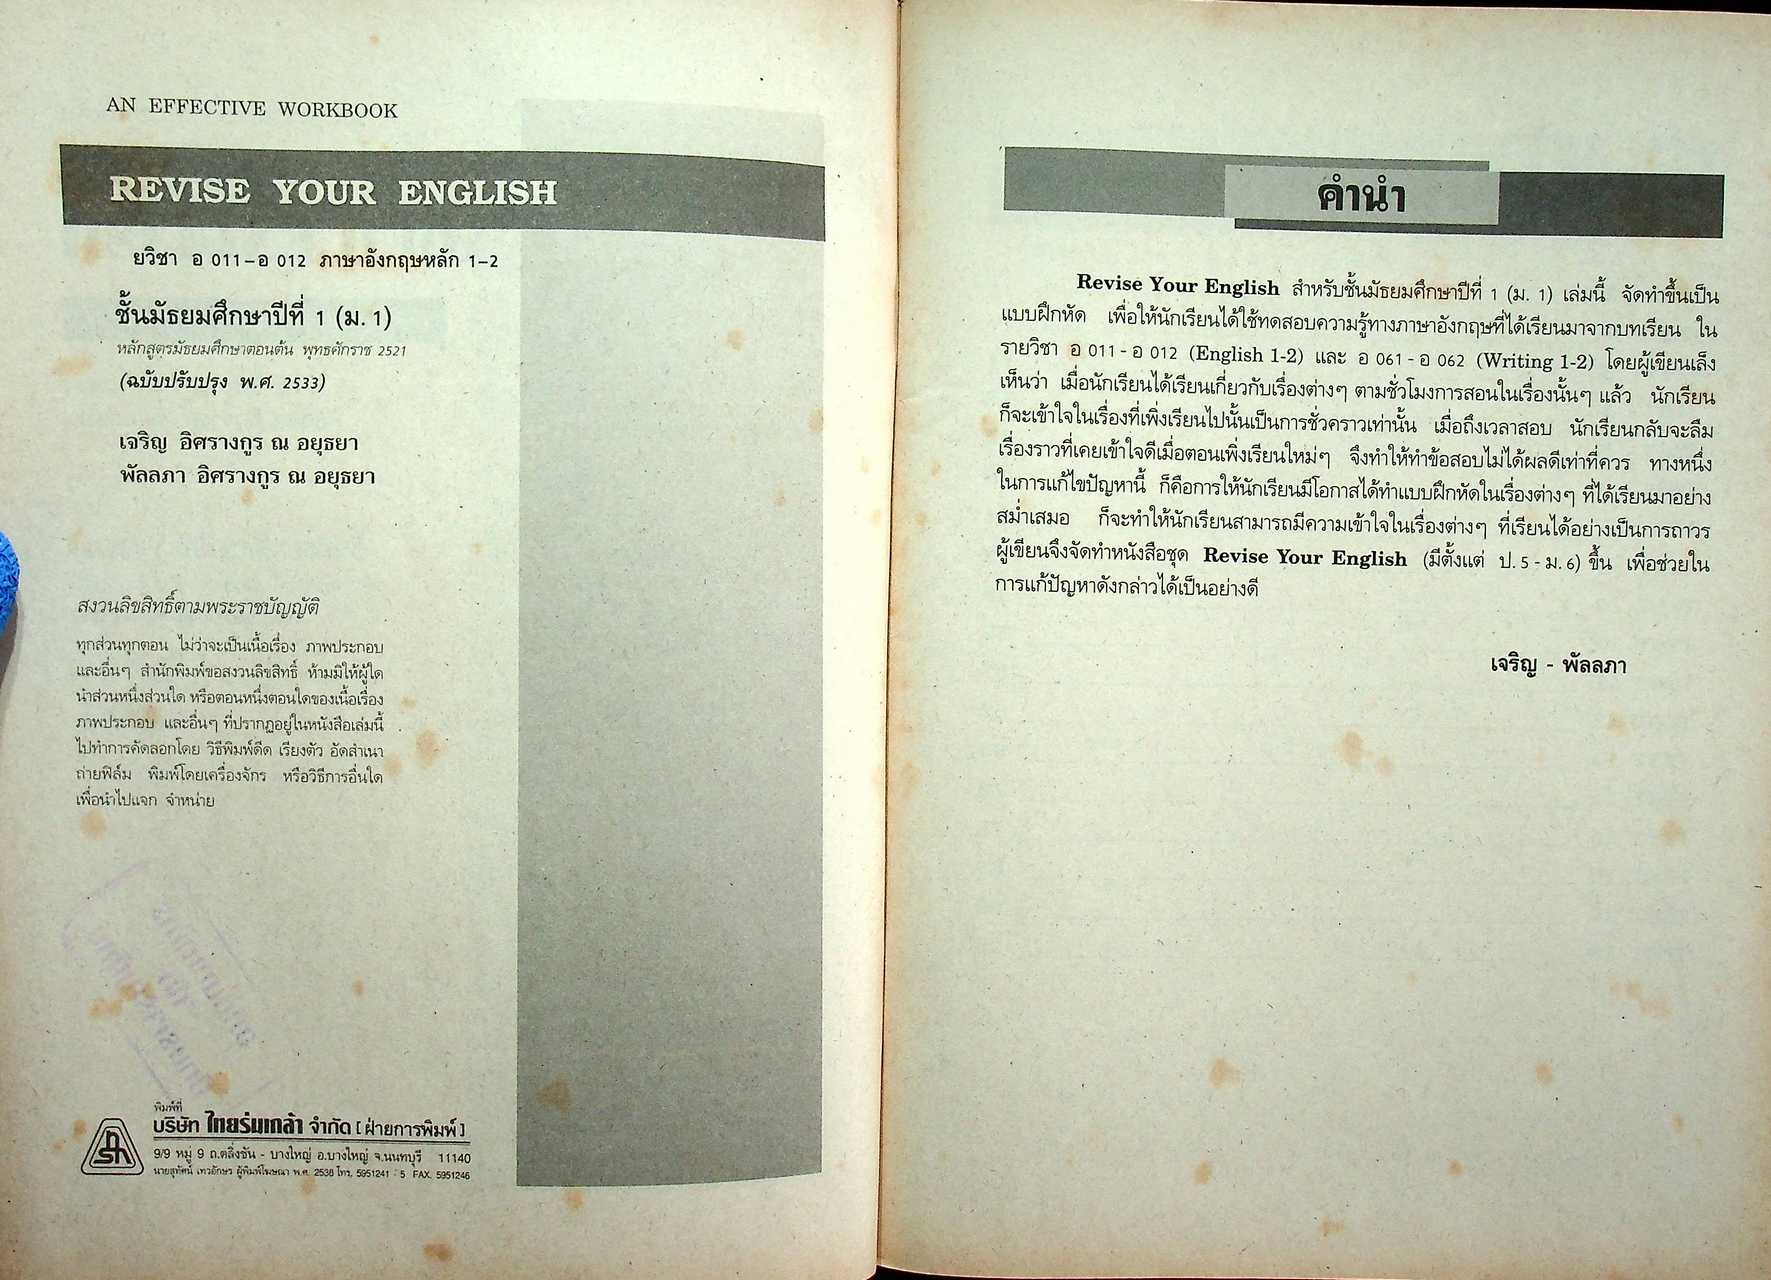 AN EFFECTIVE WORKBOOK
REVISE YOUR ENGLISH
ยวิชา อ 011-อ 012 ภาษาอังกฤษหลัก 1-2
ชั้นมัธยมศึกษาปีที่ 1 (ม. 1)
หลักสูตรมัธยมศึกษาตอนต้น พุทธศักราช 2521
(ฉบับปรับปรุง พ.ศ. 2533)
เจริญ อิศรางกูร ณ อยุธยา
พัลลภา อิศรางกูร ณ อยุธยา
สงวนลิขสิทธิ์ตามพระราชบัญญัติ
ทุกส่วนทุกตอน ไม่ว่าจะเป็นเนื้อเรื่อง ภาพประกอบ
และอื่นๆ สำนักพิมพ์ขอสงวนลิขสิทธิ์ ห้ามมิให้ผู้ใด
นำส่วนหนึ่งส่วนใด หรือตอนหนึ่งตอนใดของเนื้อเรื่อง
ภาพประกอบ และอื่นๆ ที่ปรากฏอยู่ในหนังสือเล่มนี้
ไปทำการคัดลอกโดย วิธีพิมพ์ดีด เรียงตัว อัดสำเนา
ถ่ายฟิล์ม พิมพ์โดยเครื่องจักร หรือวิธีการอื่นใด
เพื่อนำไปแจก จำหน่าย
พิมพ์ที่
บริษัท ไทยร่มเกล้า จำกัด [ ฝ่ายการพิมพ์ ]
9/9 หมู่ 9 ถ.ตลิ่งชัน - บางใหญ่ อ.บางใหญ่ จ.นนทบุรี 11140
นายสุทัศน์ เทวอักษร ผู้พิมพ์โฆษณา พ.ศ. 2538 โทร. 5951241 - 5 FAX. 5951246
คำนำ
Revise Your English สำหรับชั้นมัธยมศึกษาปีที่ 1 (ม. 1) เล่มนี้ จัดทำขึ้นเป็น
แบบฝึกหัด เพื่อให้นักเรียนได้ใช้ทดสอบความรู้ทางภาษาอังกฤษที่ได้เรียนมาจากบทเรียน ใน
รายวิชา อ 011 - อ 012 (English 1-2) และ อ 061 - อ 062 (Writing 1-2) โดยผู้เขียนเล็ง
เห็นว่า เมื่อนักเรียนได้เรียนเกี่ยวกับเรื่องต่างๆ ตามชั่วโมงการสอนในเรื่องนั้นๆ แล้ว นักเรียน
ก็จะเข้าใจในเรื่องที่เพิ่งเรียนไปนั้นเป็นการชั่วคราวเท่านั้น เมื่อถึงเวลาสอบ นักเรียนกลับจะลืม
เรื่องราวที่เคยเข้าใจดีเมื่อตอนเพิ่งเรียนใหม่ๆ จึงทำให้ทำข้อสอบไม่ได้ผลดีเท่าที่ควร ทางหนึ่ง
ในการแก้ไขปัญหานี้ ก็คือการให้นักเรียนมีโอกาสได้ทำแบบฝึกหัดในเรื่องต่างๆ ที่ได้เรียนมาอย่าง
สม่ำเสมอ ก็จะทำให้นักเรียนสามารถมีความเข้าใจในเรื่องต่างๆ ที่เรียนได้อย่างเป็นการถาวร
ผู้เขียนจึงจัดทำหนังสือชุด Revise Your English (มีตั้งแต่ ป. 5 - ม. 6) ขึ้น เพื่อช่วยใน
การแก้ปัญหาดังกล่าวได้เป็นอย่างดี
เจริญ - พัลลภา